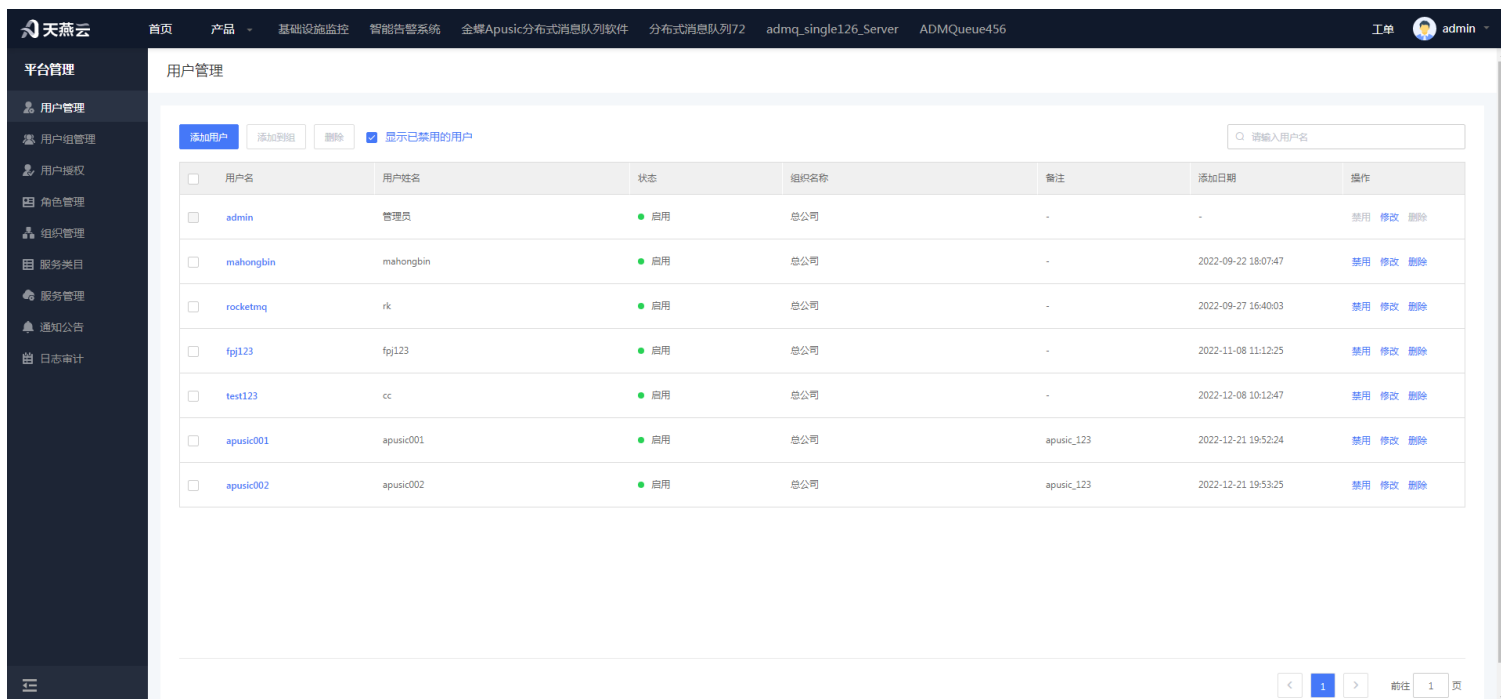 天燕云 首页 产品 基础设施监控 智能告警系统 金蝶Apusic分布式消息队列软件 分布式消息队列72 admq_single126_Server ADMQueue456 工单 admin
平台管理
用户管理
用户组管理
用户授权
角色管理
组织管理
服务类目
服务管理
通知公告
日志审计
用户管理
添加用户 添加到组 删除 显示已禁用的用户 请输入用户名
用户名 用户姓名 状态 组织名称 备注 添加日期 操作
admin 管理员 启用 总公司 - - 禁用 修改 删除
mahongbin mahongbin 启用 总公司 - 2022-09-22 18:07:47 禁用 修改 删除
rocketmq rk 启用 总公司 - 2022-09-27 16:40:03 禁用 修改 删除
fpj123 fpj123 启用 总公司 - 2022-11-08 11:12:25 禁用 修改 删除
test123 cc 启用 总公司 - 2022-12-08 10:12:47 禁用 修改 删除
apusic001 apusic001 启用 总公司 apusic_123 2022-12-21 19:52:24 禁用 修改 删除
apusic002 apusic002 启用 总公司 apusic_123 2022-12-21 19:53:25 禁用 修改 删除
< 1 > 前往 1 页